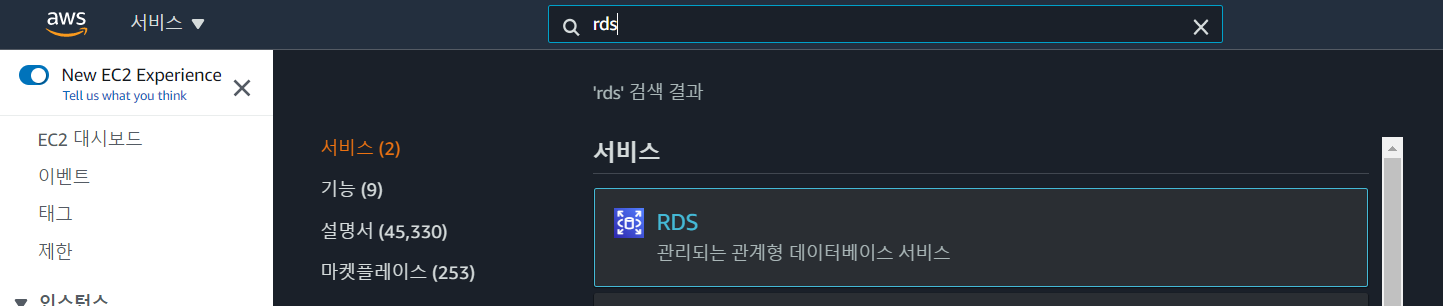 aws
서비스 ▼
rds
New EC2 Experience
Tell us what you think
EC2 대시보드
이벤트
태그
제한
인스턴스
'rds' 검색 결과
서비스 (2)
기능 (9)
설명서 (45,330)
마켓플레이스 (253)
서비스
RDS
관리되는 관계형 데이터베이스 서비스